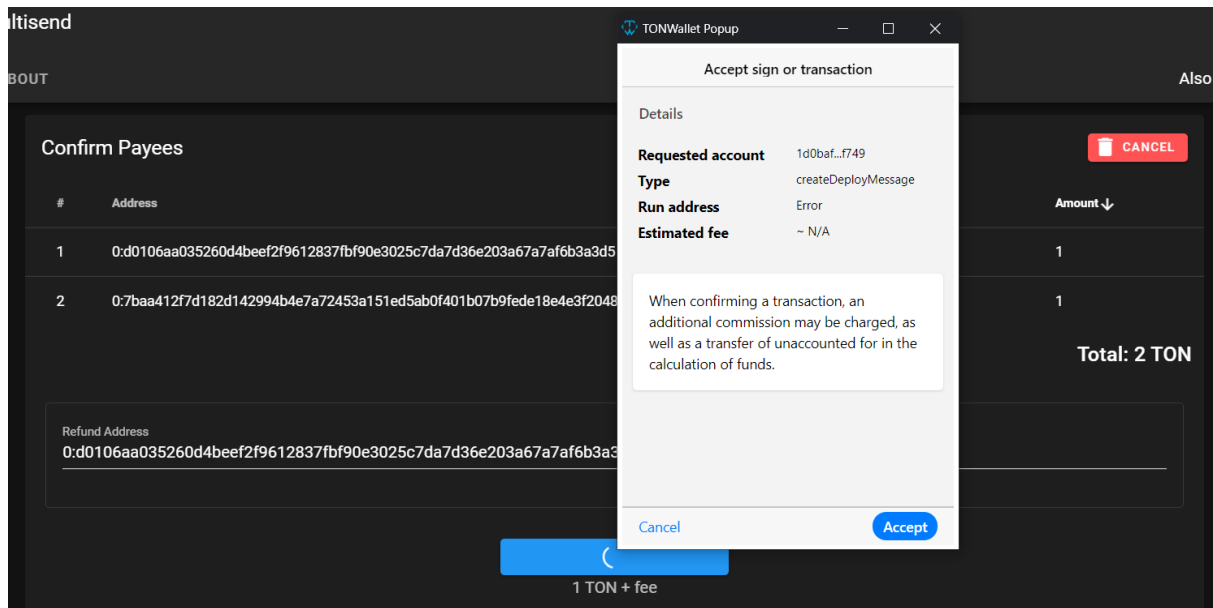 ltisend
BOUT
Also
Confirm Payees
CANCEL
# Address Amount
1 0:d0106aa035260d4beef2f9612837fbf90e3025c7da7d36e203a67a7af6b3a3d5 1
2 0:7baa412f7d182d142994b4e7a72453a151ed5ab0f401b07b9fede18e4e3f2048 1
Total: 2 TON
Refund Address
0:d0106aa035260d4beef2f9612837fbf90e3025c7da7d36e203a67a7af6b3a3
1 TON + fee
TONWallet Popup
Accept sign or transaction
Details
Requested account 1d0baf...f749
Type createDeployMessage
Run address Error
Estimated fee ~ N/A
When confirming a transaction, an
additional commission may be charged, as
well as a transfer of unaccounted for in the
calculation of funds.
Cancel
Accept